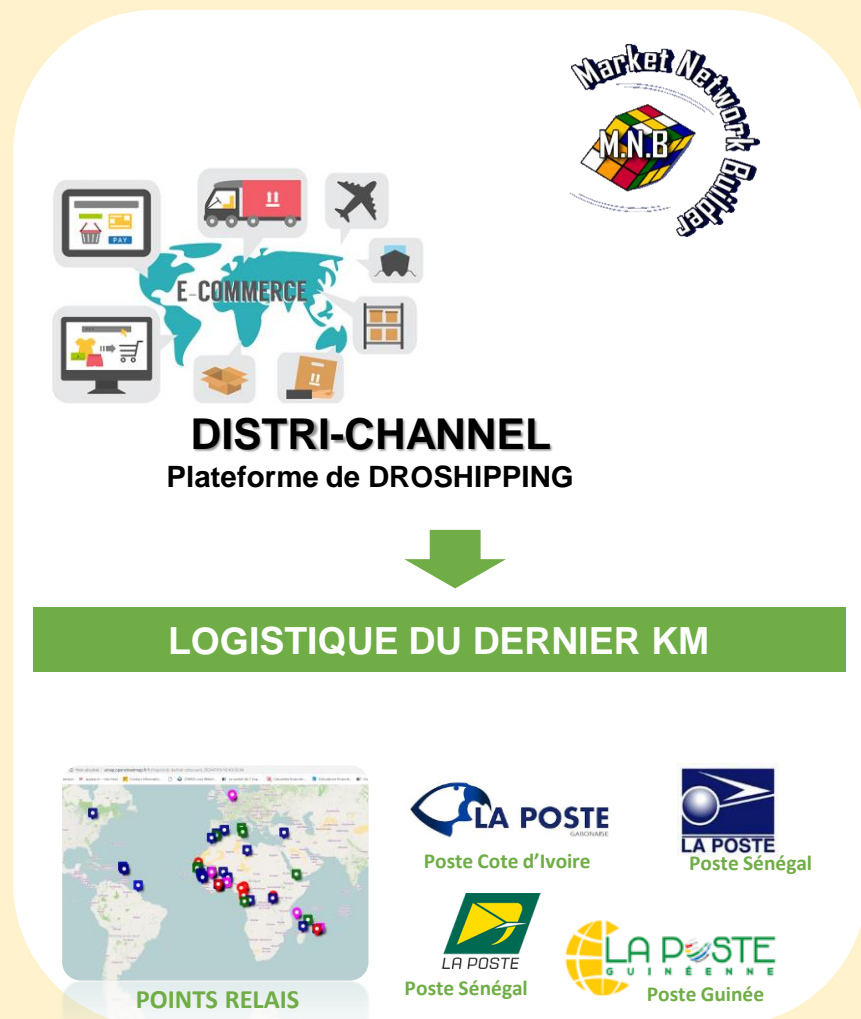 Market Network Builder
M.N.B
PAY
E-COMMERCE
DISTRI-CHANNEL
Plateforme de DROSHIPPING
LOGISTIQUE DU DERNIER KM
LA POSTE
GABONAISE
Poste Cote d’Ivoire
LA POSTE
Poste Sénégal
LA POSTE
Poste Sénégal
LA POSTE
GUINÉENNE
Poste Guinée
POINTS RELAIS